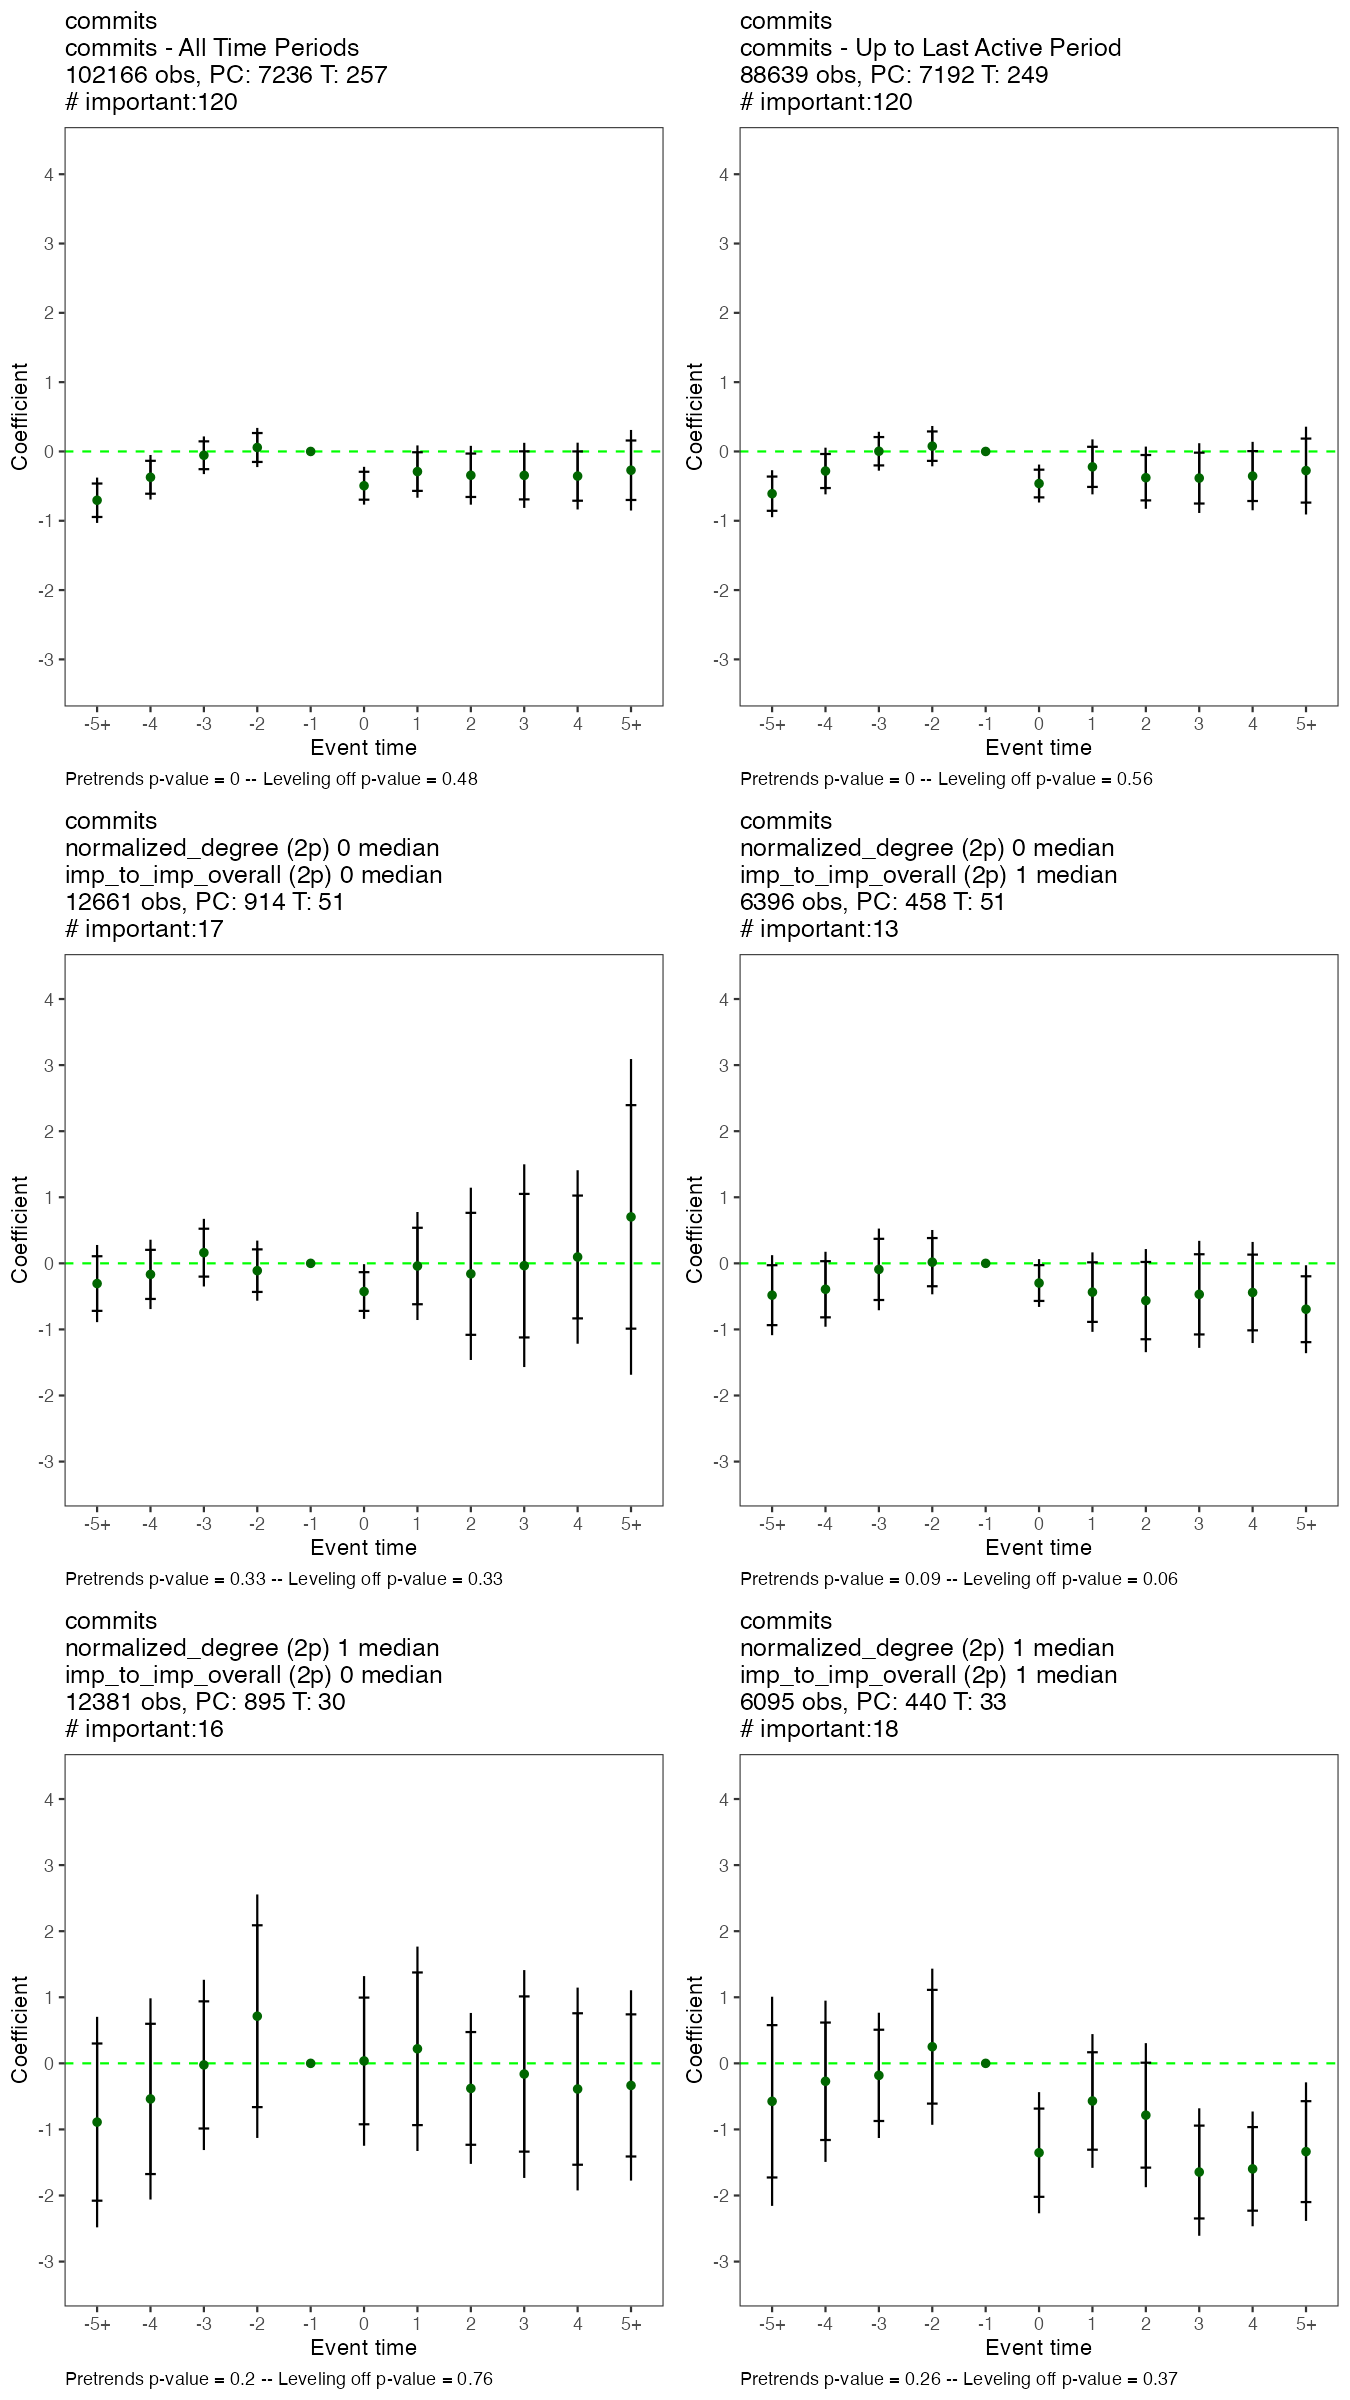 commits
commits - All Time Periods
102166 obs, PC: 7236 T: 257
# important:120
4
3
2
1
0
-1
-2
-3
Coefficient
-5+ -4 -3 -2 -1 0 1 2 3 4 5+
Event time
Pretrends p-value = 0 -- Leveling off p-value = 0.48
commits
commits - Up to Last Active Period
88639 obs, PC: 7192 T: 249
# important:120
4
3
2
1
0
-1
-2
-3
Coefficient
-5+ -4 -3 -2 -1 0 1 2 3 4 5+
Event time
Pretrends p-value = 0 -- Leveling off p-value = 0.56
commits
normalized_degree (2p) 0 median
imp_to_imp_overall (2p) 0 median
12661 obs, PC: 914 T: 51
# important:17
4
3
2
1
0
-1
-2
-3
Coefficient
-5+ -4 -3 -2 -1 0 1 2 3 4 5+
Event time
Pretrends p-value = 0.33 -- Leveling off p-value = 0.33
commits
normalized_degree (2p) 0 median
imp_to_imp_overall (2p) 1 median
6396 obs, PC: 458 T: 51
# important:13
4
3
2
1
0
-1
-2
-3
Coefficient
-5+ -4 -3 -2 -1 0 1 2 3 4 5+
Event time
Pretrends p-value = 0.09 -- Leveling off p-value = 0.06
commits
normalized_degree (2p) 1 median
imp_to_imp_overall (2p) 0 median
12381 obs, PC: 895 T: 30
# important:16
4
3
2
1
0
-1
-2
-3
Coefficient
-5+ -4 -3 -2 -1 0 1 2 3 4 5+
Event time
Pretrends p-value = 0.2 -- Leveling off p-value = 0.76
commits
normalized_degree (2p) 1 median
imp_to_imp_overall (2p) 1 median
6095 obs, PC: 440 T: 33
# important:18
4
3
2
1
0
-1
-2
-3
Coefficient
-5+ -4 -3 -2 -1 0 1 2 3 4 5+
Event time
Pretrends p-value = 0.26 -- Leveling off p-value = 0.37